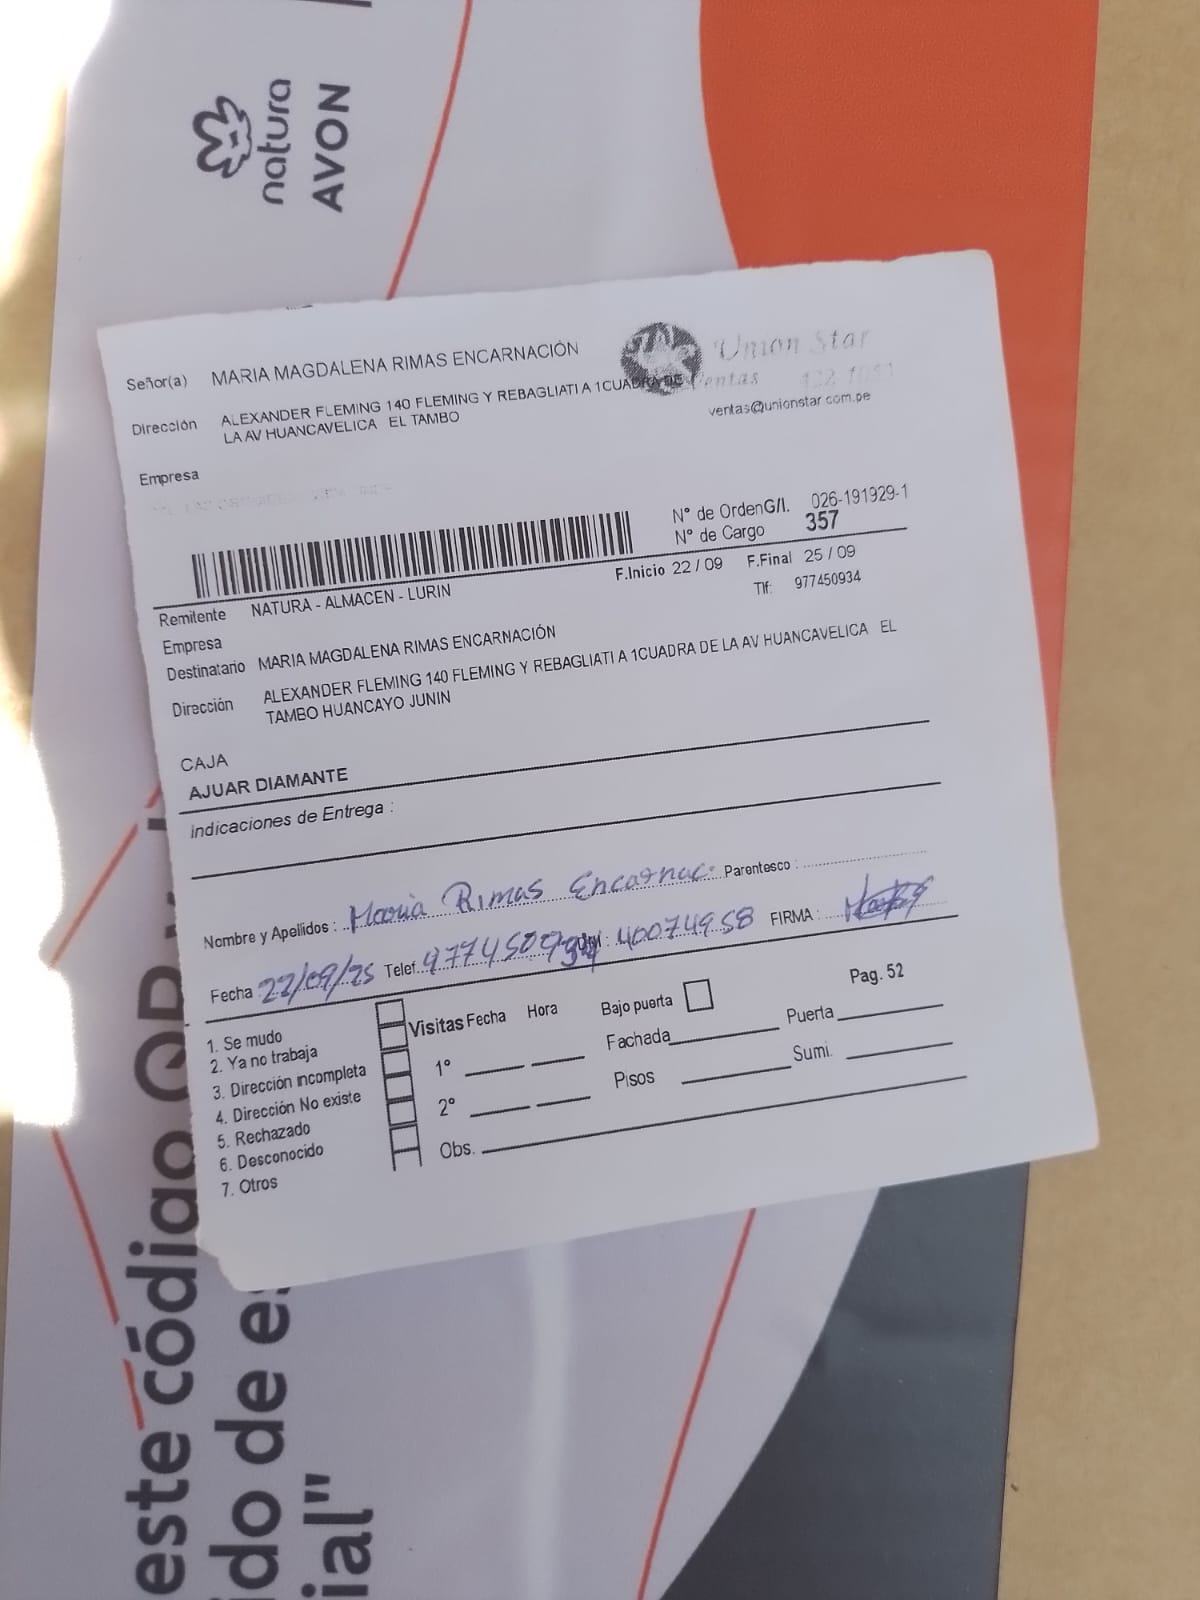 natura
AVON
Señor(a) MARIA MAGDALENA RIMAS ENCARNACIÓN
Union Star
Ventas
ventas@unionstar.com.pe
Dirección ALEXANDER FLEMING 140 FLEMING Y REBAGLIATI A 1CUADRA DE
LA AV HUANCAVELICA EL TAMBO
Empresa
N° de OrdenG/I. 026-191929-1
N° de Cargo 357
F.Inicio 22 / 09 F.Final 25 / 09
Tlf: 977450934
Remitente NATURA - ALMACEN - LURIN
Empresa
Destinatario MARIA MAGDALENA RIMAS ENCARNACIÓN
Dirección ALEXANDER FLEMING 140 FLEMING Y REBAGLIATI A 1CUADRA DE LA AV HUANCAVELICA EL
TAMBO HUANCAYO JUNIN
CAJA
AJUAR DIAMANTE
Indicaciones de Entrega :
Nombre y Apellidos : Maria Rimas Encarnac. Parentesco :
Fecha 22/09/25 Telef. 977450934 : 40074958 FIRMA :
Pag. 52
1. Se mudo
2. Ya no trabaja
3. Dirección incompleta
4. Dirección No existe
5. Rechazado
6. Desconocido
7. Otros
Visitas Fecha Hora
1°
2°
Obs.
Bajo puerta
Fachada Puerta
Pisos Sumi.
este código QR
do de es
ial"